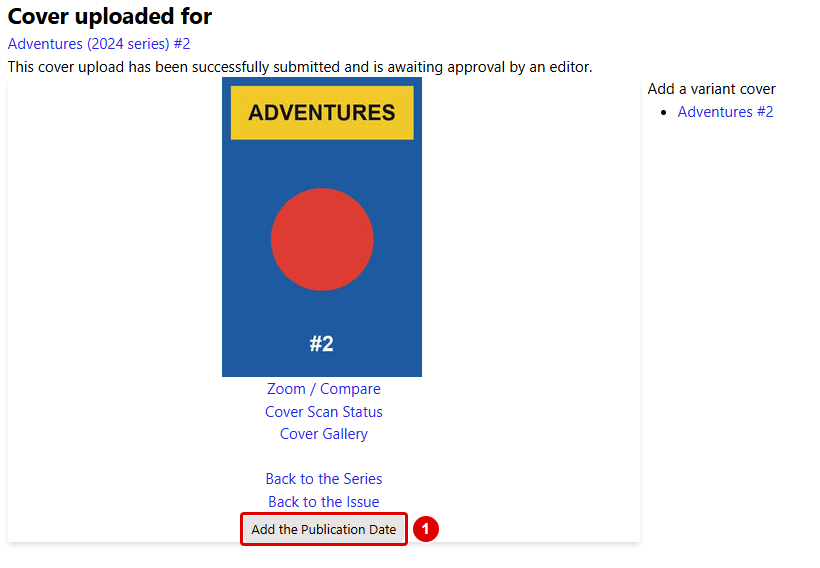 Cover uploaded for
Adventures (2024 series) #2
This cover upload has been successfully submitted and is awaiting approval by an editor.
ADVENTURES
#2
Zoom / Compare
Cover Scan Status
Cover Gallery
Back to the Series
Back to the Issue
Add the Publication Date
1
Add a variant cover
Adventures #2